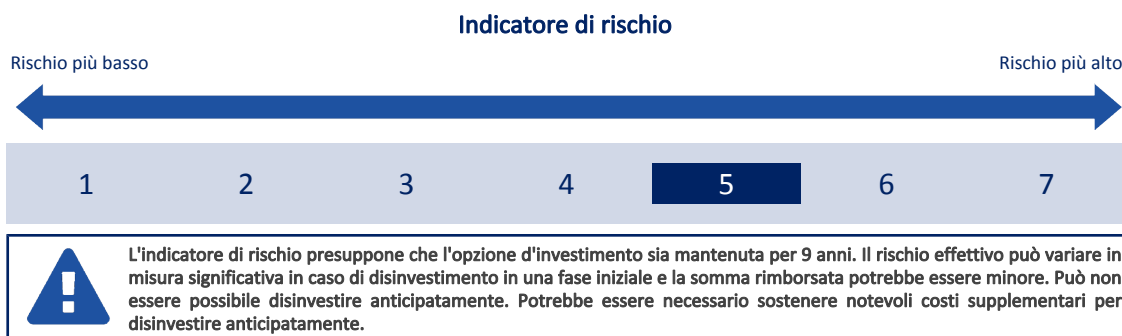 Indicatore di rischio
Rischio più basso
Rischio più alto
1 2 3 4 5 6 7
L'indicatore di rischio presuppone che l'opzione d'investimento sia mantenuta per 9 anni. Il rischio effettivo può variare in
misura significativa in caso di disinvestimento in una fase iniziale e la somma rimborsata potrebbe essere minore. Può non
essere possibile disinvestire anticipatamente. Potrebbe essere necessario sostenere notevoli costi supplementari per
disinvestire anticipatamente.